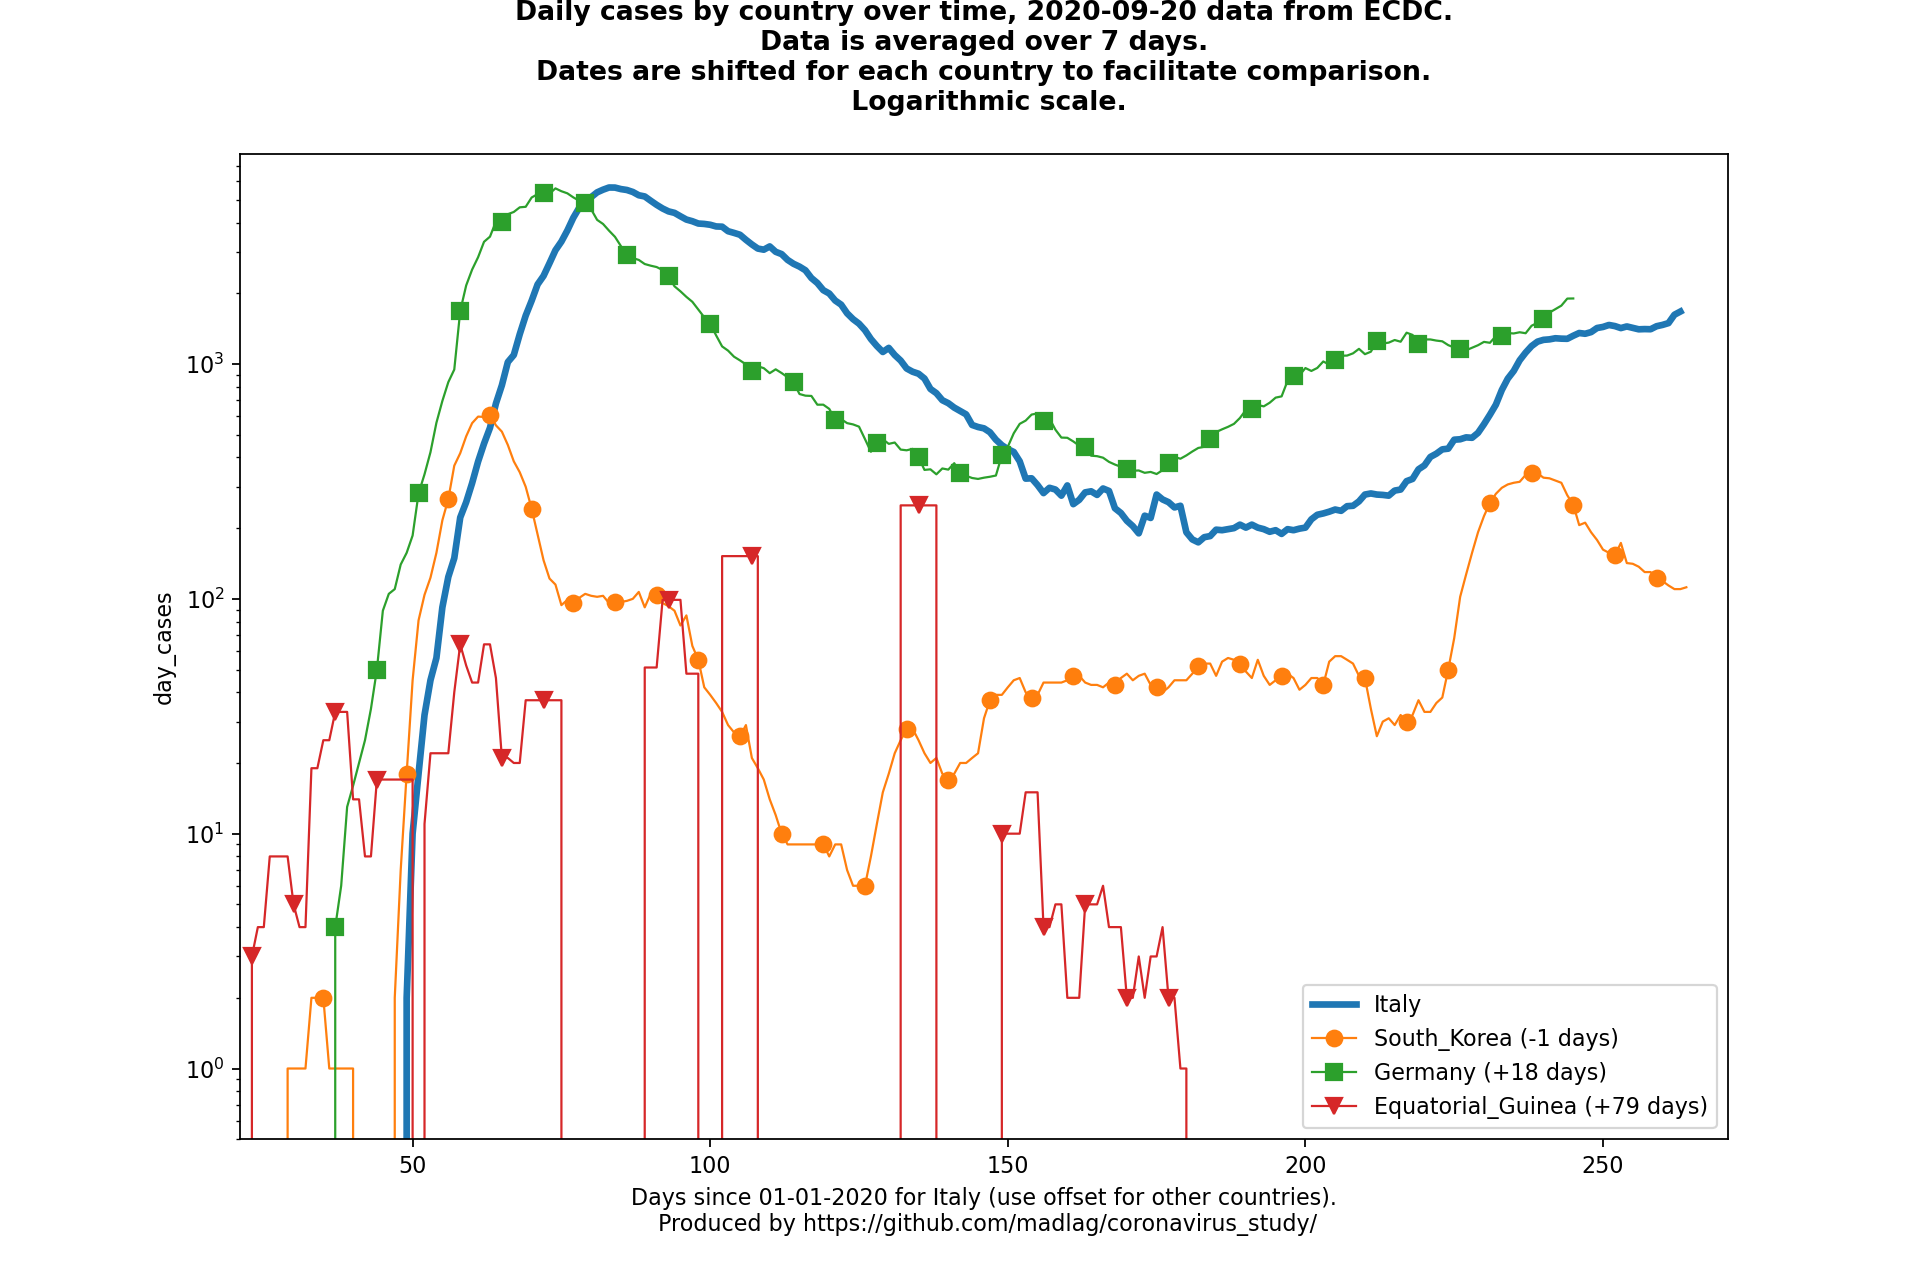 Daily cases by country over time, 2020-09-20 data from ECDC.
Data is averaged over 7 days.
Dates are shifted for each country to facilitate comparison.
Logarithmic scale.
10³
10²
10¹
10⁰
day_cases
Italy
South_Korea (-1 days)
Germany (+18 days)
Equatorial_Guinea (+79 days)
50 100 150 200 250
Days since 01-01-2020 for Italy (use offset for other countries).
Produced by https://github.com/madlag/coronavirus_study/